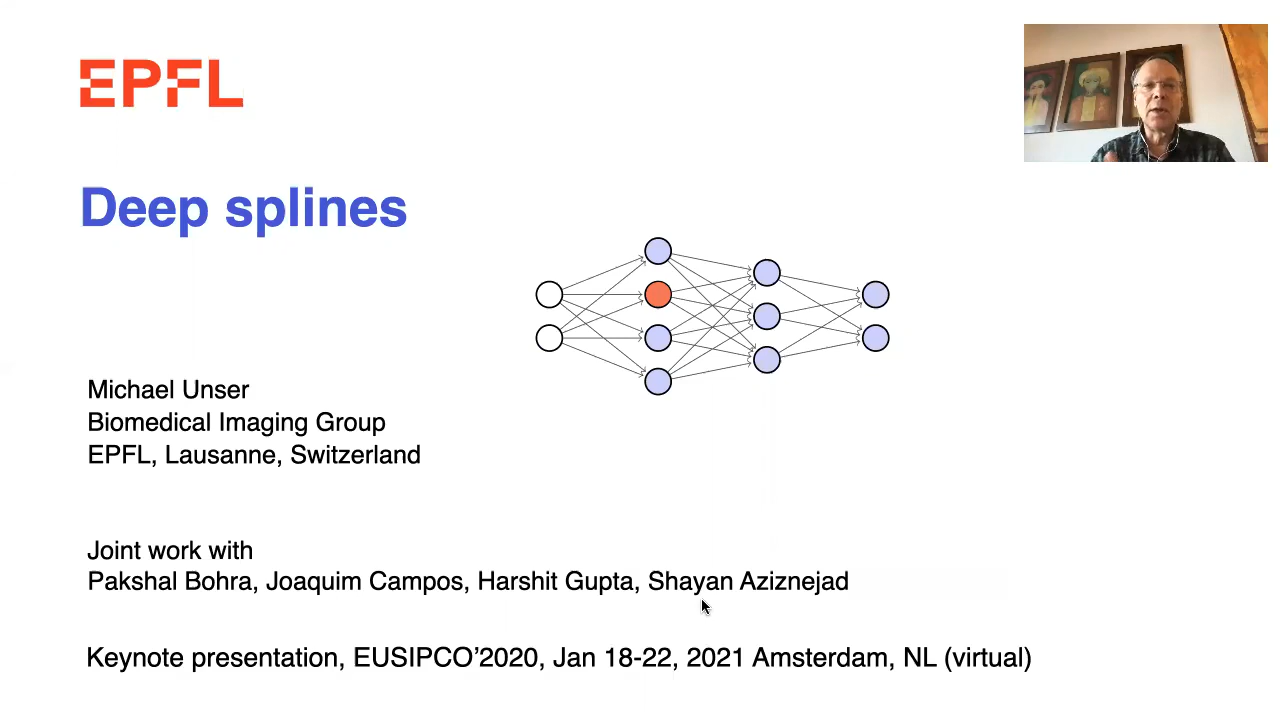 EPFL
Deep splines
Michael Unser
Biomedical Imaging Group
EPFL, Lausanne, Switzerland
Joint work with
Pakshal Bohra, Joaquim Campos, Harshit Gupta, Shayan Aziznejad
Keynote presentation, EUSIPCO’2020, Jan 18-22, 2021 Amsterdam, NL (virtual)